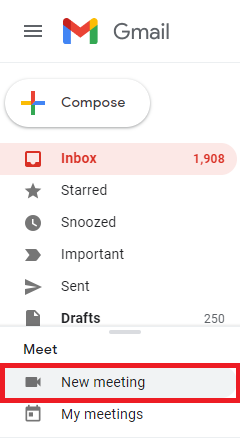 Gmail
Compose
Inbox 1,908
Starred
Snoozed
Important
Sent
Drafts 250
Meet
New meeting
My meetings